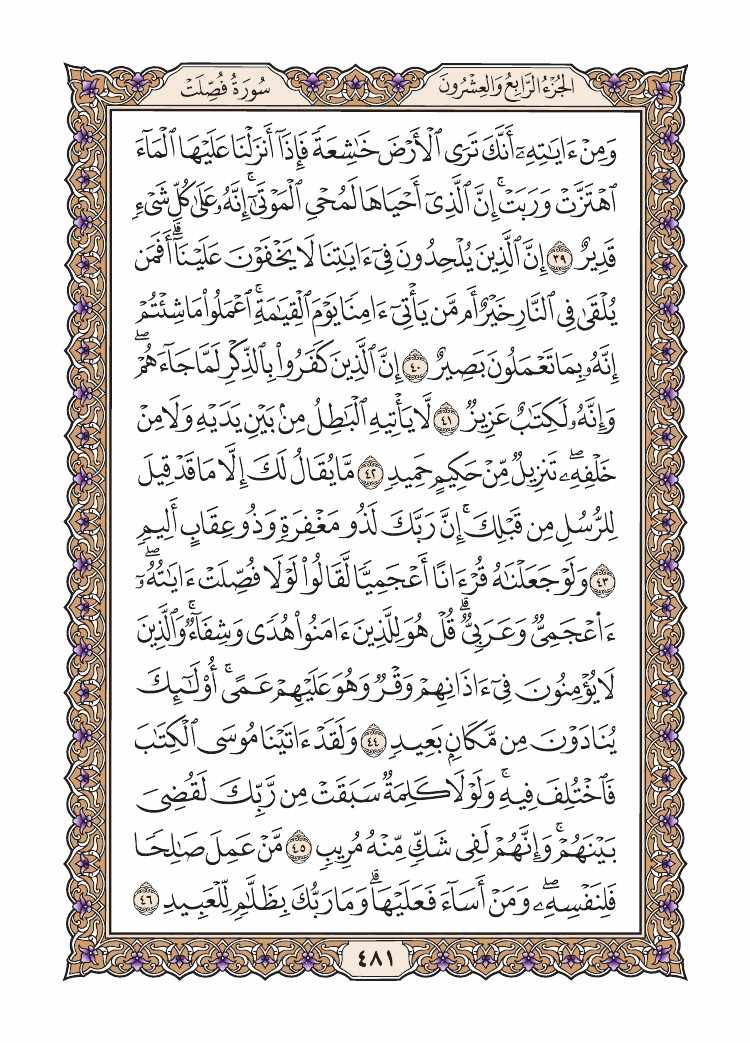 الجُزْءُ الرَّابِعُ وَالعِشْرُونَ
سُورَةُ فُصِّلَتْ
وَمِنْ ءَايَٰتِهِۦٓ أَنَّكَ تَرَى ٱلْأَرْضَ خَٰشِعَةً فَإِذَآ أَنزَلْنَا عَلَيْهَا ٱلْمَآءَ
ٱهْتَزَّتْ وَرَبَتْ ۚ إِنَّ ٱلَّذِىٓ أَحْيَاهَا لَمُحْىِ ٱلْمَوْتَىٰٓ ۚ إِنَّهُۥ عَلَىٰ كُلِّ شَىْءٍ
قَدِيرٌ ٣٩ إِنَّ ٱلَّذِينَ يُلْحِدُونَ فِىٓ ءَايَٰتِنَا لَا يَخْفَوْنَ عَلَيْنَآ ۗ أَفَمَن
يُلْقَىٰ فِى ٱلنَّارِ خَيْرٌ أَم مَّن يَأْتِىٓ ءَامِنًا يَوْمَ ٱلْقِيَٰمَةِ ۚ ٱعْمَلُوا۟ مَا شِئْتُمْ ۖ
إِنَّهُۥ بِمَا تَعْمَلُونَ بَصِيرٌ ٤٠ إِنَّ ٱلَّذِينَ كَفَرُوا۟ بِٱلذِّكْرِ لَمَّا جَآءَهُمْ ۖ
وَإِنَّهُۥ لَكِتَٰبٌ عَزِيزٌ ٤١ لَّا يَأْتِيهِ ٱلْبَٰطِلُ مِنۢ بَيْنِ يَدَيْهِ وَلَا مِنْ
خَلْفِهِۦ ۖ تَنزِيلٌ مِّنْ حَكِيمٍ حَمِيدٍ ٤٢ مَّا يُقَالُ لَكَ إِلَّا مَا قَدْ قِيلَ
لِلرُّسُلِ مِن قَبْلِكَ ۚ إِنَّ رَبَّكَ لَذُو مَغْفِرَةٍ وَذُو عِقَابٍ أَلِيمٍ
٤٣ وَلَوْ جَعَلْنَٰهُ قُرْءَانًا أَعْجَمِيًّا لَّقَالُوا۟ لَوْلَا فُصِّلَتْ ءَايَٰتُهُۥٓ ۖ
ءَا۬عْجَمِىٌّ وَعَرَبِىٌّ ۗ قُلْ هُوَ لِلَّذِينَ ءَامَنُوا۟ هُدًى وَشِفَآءٌ ۖ وَٱلَّذِينَ
لَا يُؤْمِنُونَ فِىٓ ءَاذَانِهِمْ وَقْرٌ وَهُوَ عَلَيْهِمْ عَمًى ۚ أُو۟لَٰٓئِكَ
يُنَادَوْنَ مِن مَّكَانٍۭ بَعِيدٍ ٤٤ وَلَقَدْ ءَاتَيْنَا مُوسَى ٱلْكِتَٰبَ
فَٱخْتُلِفَ فِيهِ ۗ وَلَوْلَا كَلِمَةٌ سَبَقَتْ مِن رَّبِّكَ لَقُضِىَ
بَيْنَهُمْ ۚ وَإِنَّهُمْ لَفِى شَكٍّ مِّنْهُ مُرِيبٍ ٤٥ مَّنْ عَمِلَ صَٰلِحًا
فَلِنَفْسِهِۦ ۖ وَمَنْ أَسَآءَ فَعَلَيْهَا ۗ وَمَا رَبُّكَ بِظَلَّٰمٍ لِّلْعَبِيدِ ٤٦
٤٨١